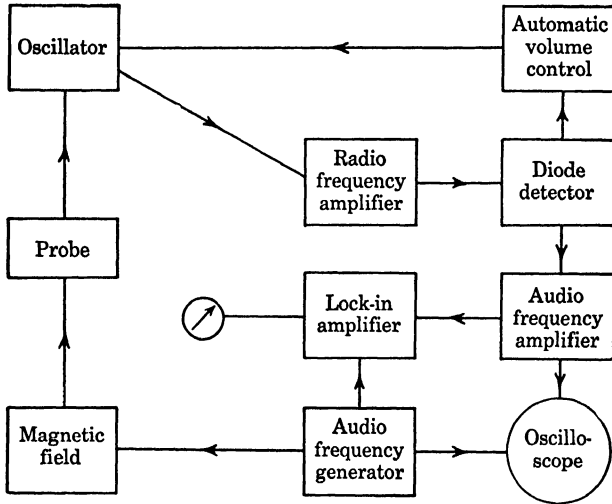 Oscillator
Automatic
volume
control
Radio
frequency
amplifier
Diode
detector
Probe
Lock-in
amplifier
Audio
frequency
amplifier
Magnetic
field
Audio
frequency
generator
Oscillo-
scope